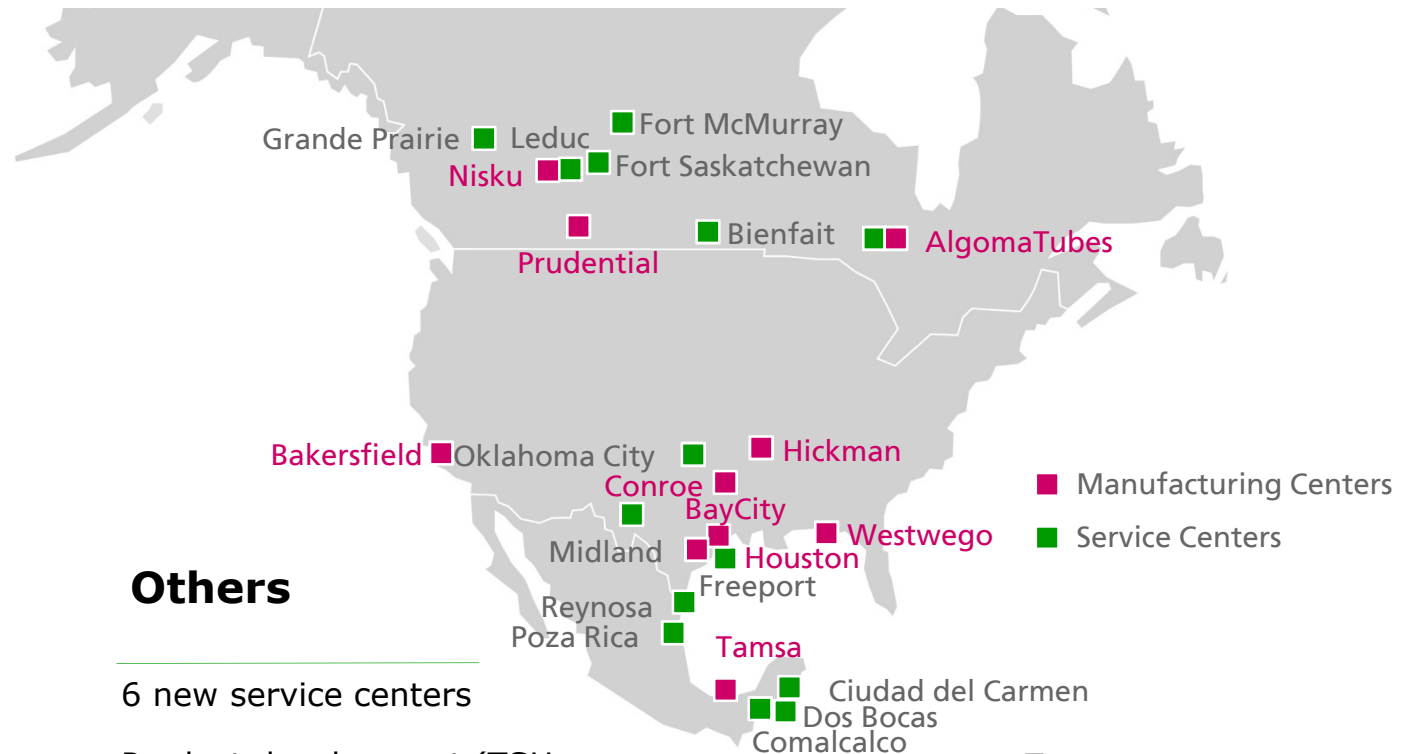 Fort McMurray
Grande Prairie
Leduc
Fort Saskatchewan
Nisku
Bienfait
AlgomaTubes
Prudential
Bakersfield
Oklahoma City
Hickman
Conroe
Manufacturing Centers
BayCity
Westwego
Service Centers
Midland
Houston
Others
Freeport
Reynosa
Poza Rica
Tamsa
6 new service centers
Ciudad del Carmen
Dos Bocas
Comalcalco